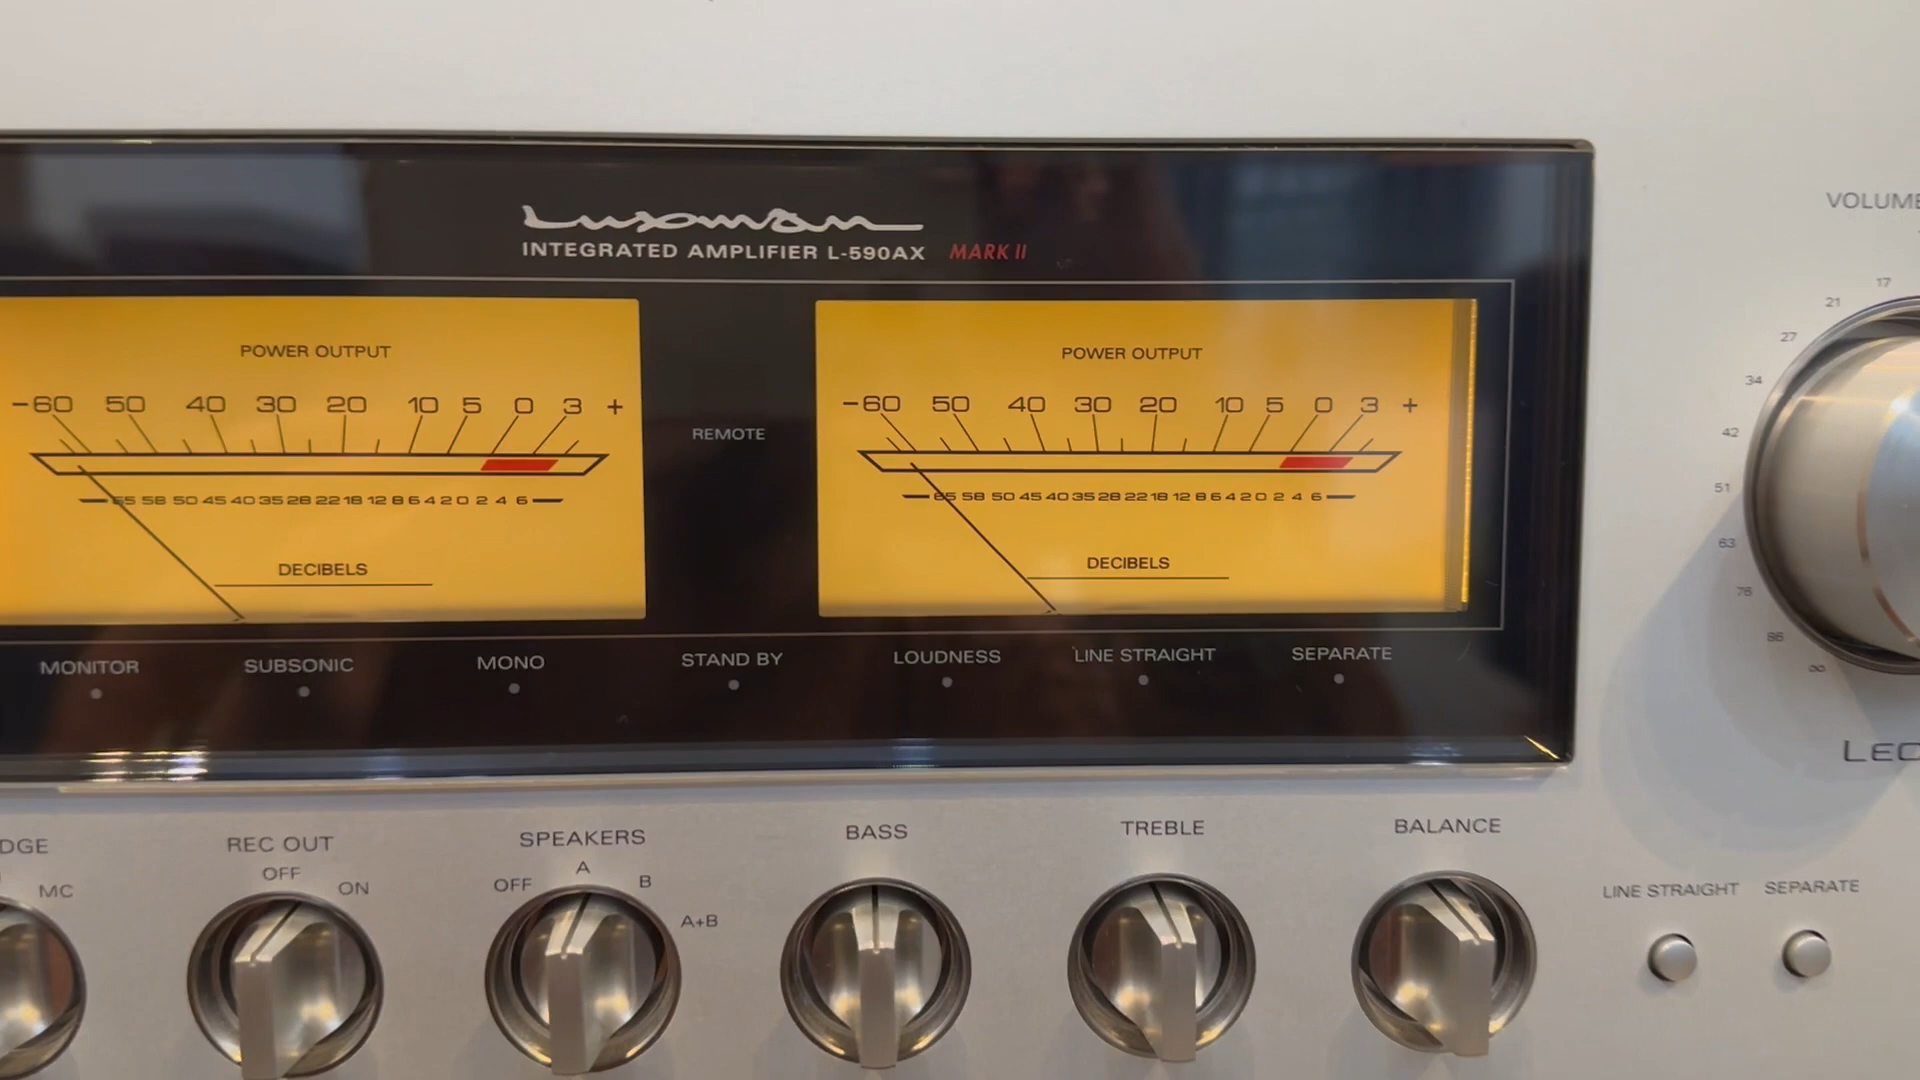 Luxman
INTEGRATED AMPLIFIER L-590AX MARK II
POWER OUTPUT
-60 50 40 30 20 10 5 0 3 +
65 58 50 45 40 35 28 22 18 12 8 6 4 2 0 2 4 6
DECIBELS
REMOTE
POWER OUTPUT
-60 50 40 30 20 10 5 0 3 +
65 58 50 45 40 35 28 22 18 12 8 6 4 2 0 2 4 6
DECIBELS
MONITOR SUBSONIC MONO STAND BY LOUDNESS LINE STRAIGHT SEPARATE
VOLUME
17
21
27
34
42
51
63
76
86
∞
DGE
MC
REC OUT
OFF ON
SPEAKERS
OFF A B A+B
BASS
TREBLE
BALANCE
LINE STRAIGHT SEPARATE